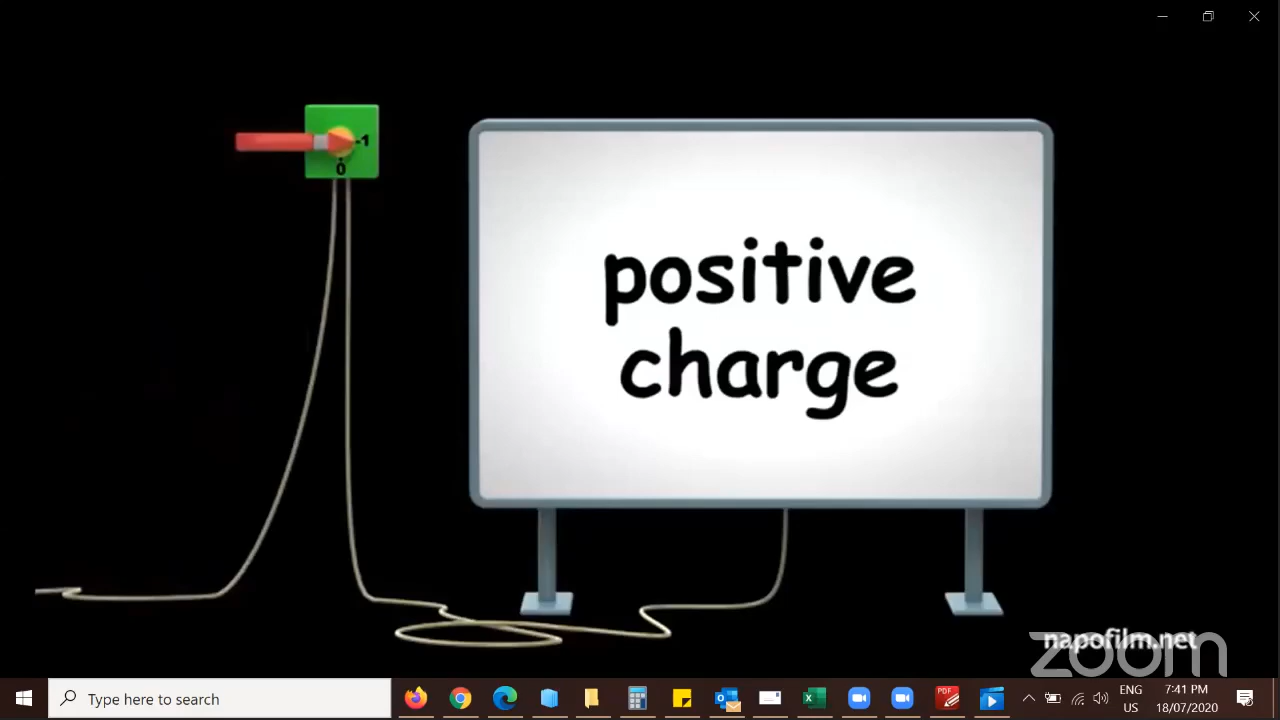 -1
0
positive
charge
napofilm.net
zoom
Type here to search
PDF
ENG
US
7:41 PM
18/07/2020